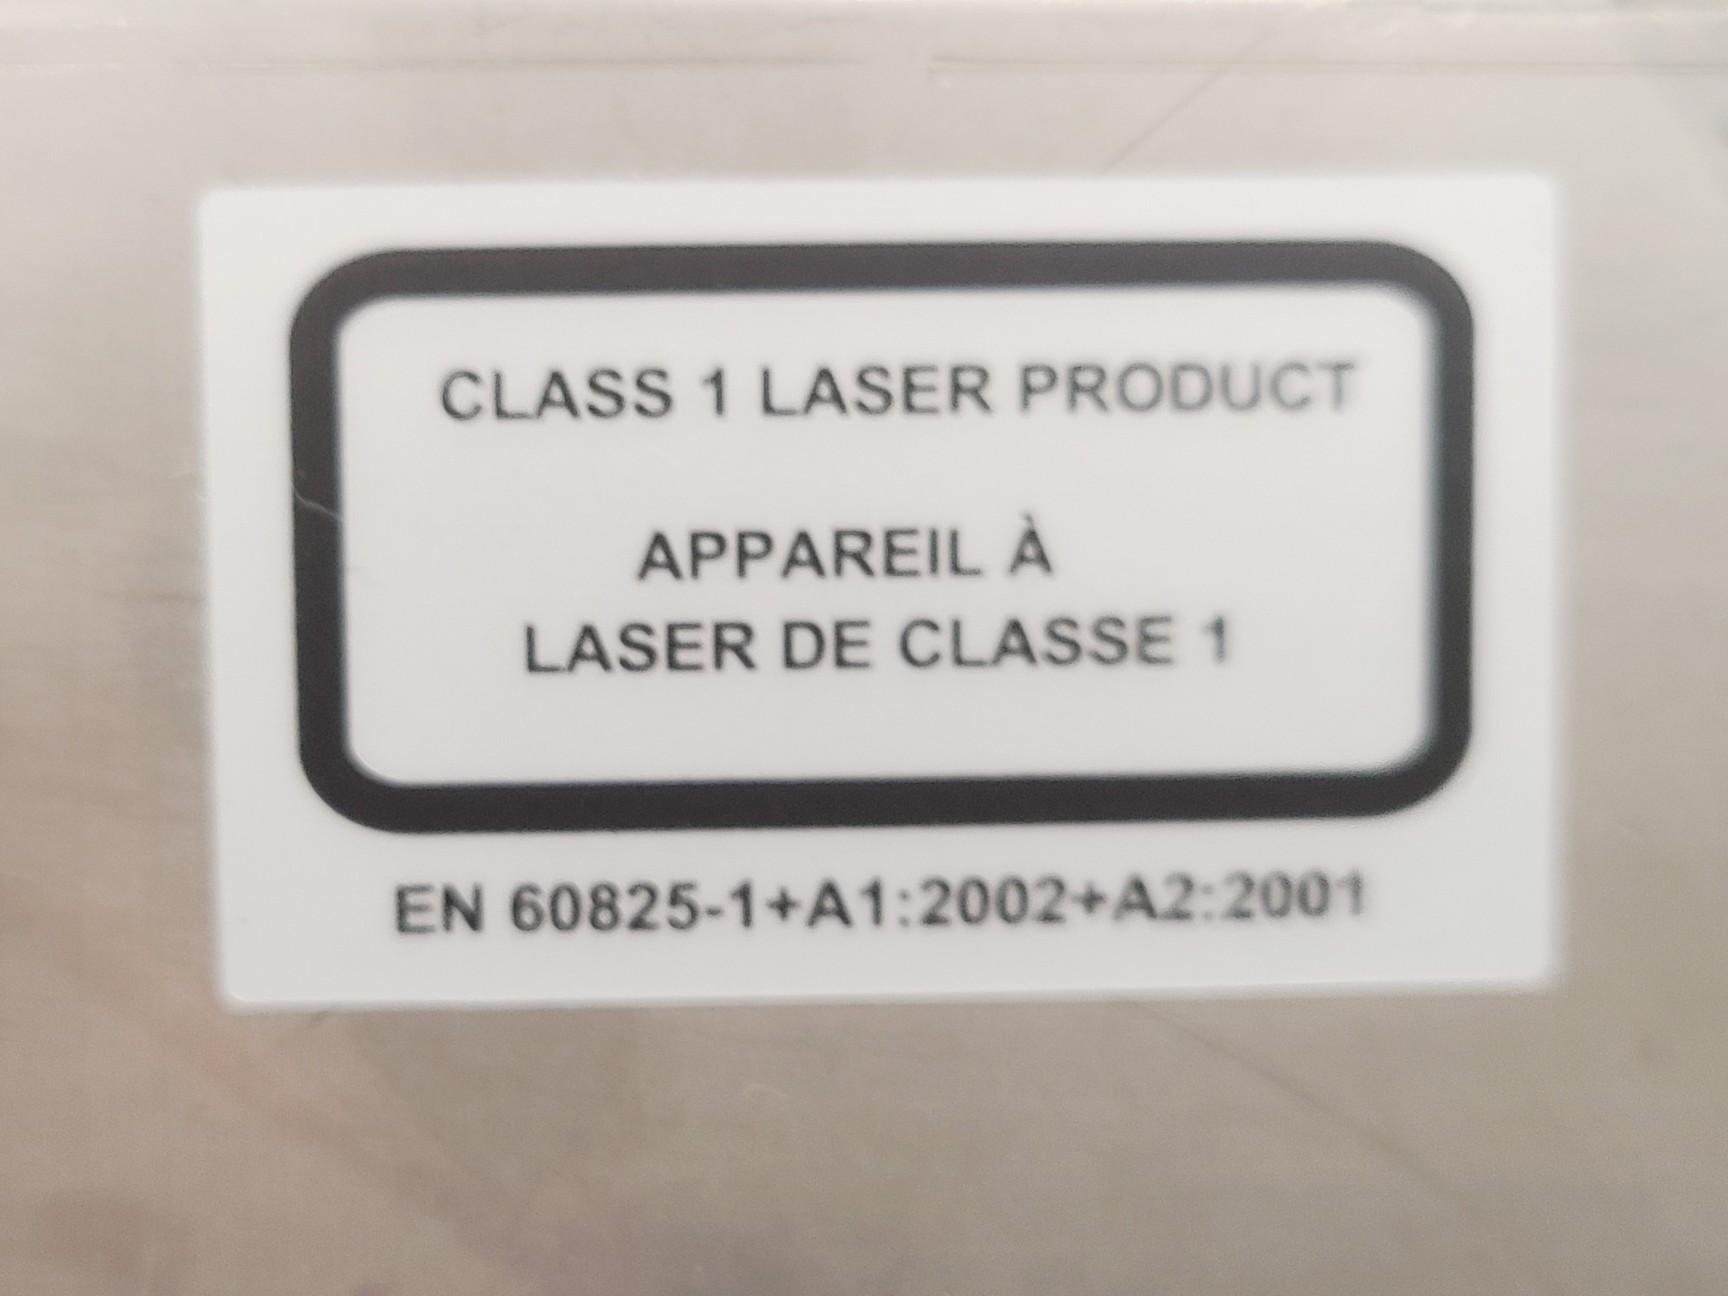 CLASS 1 LASER PRODUCT
APPAREIL À
LASER DE CLASSE 1
EN 60825-1+A1:2002+A2:2001